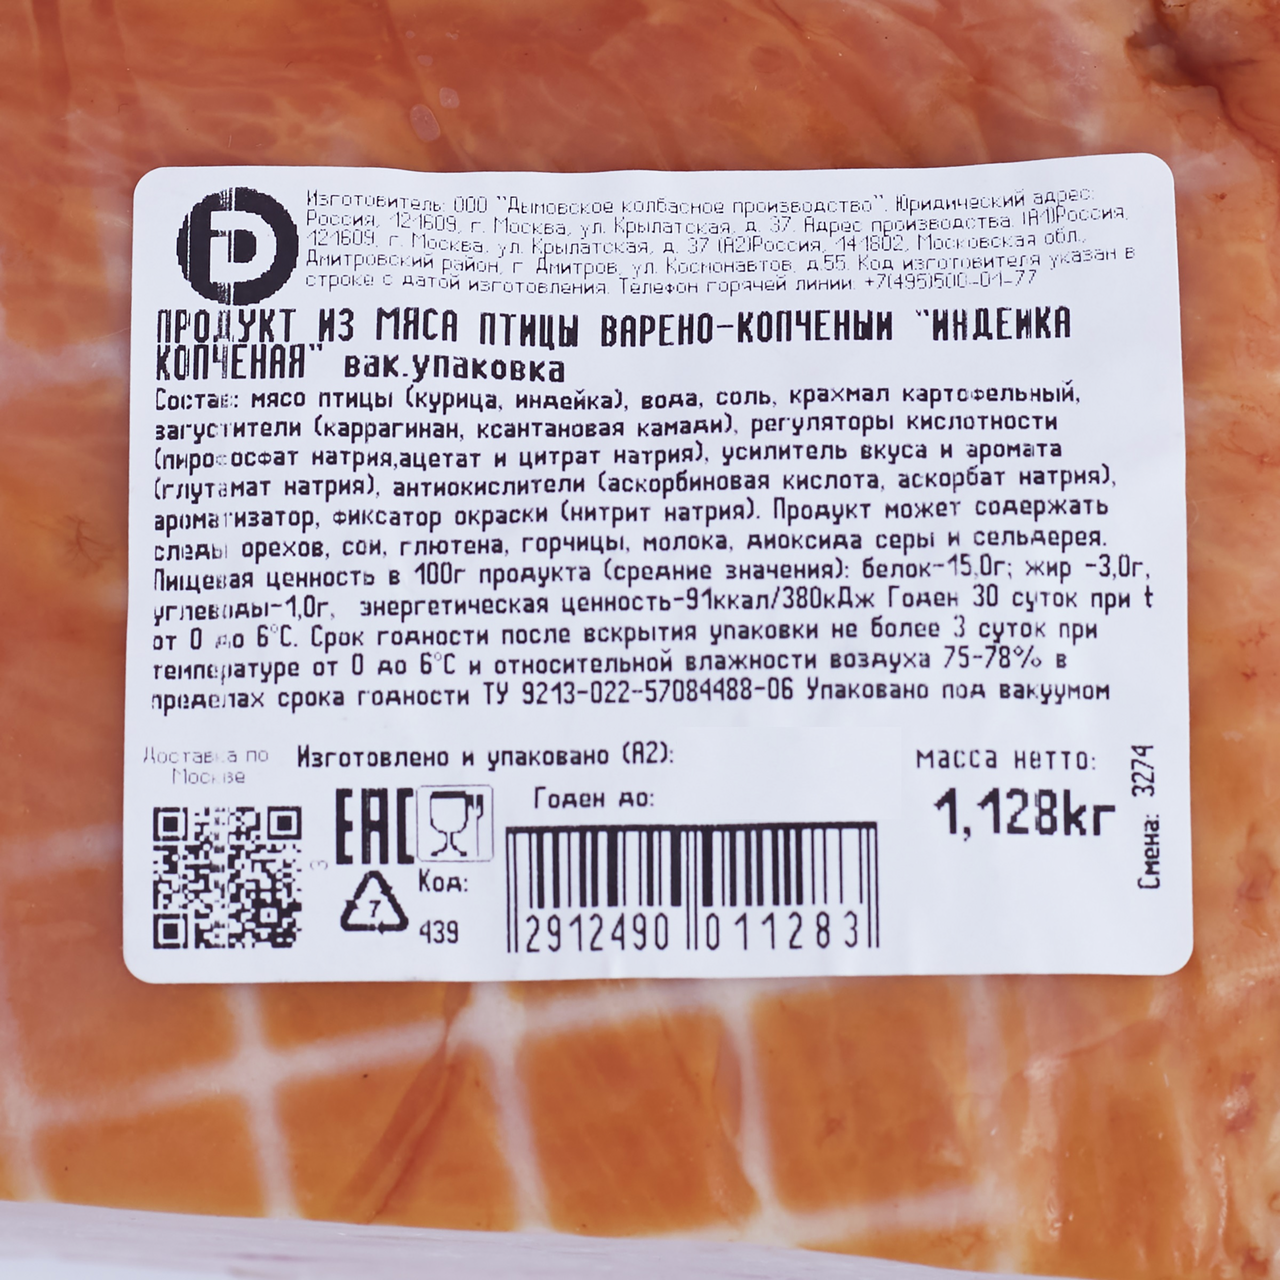 Изготовитель: ООО "Дымовское колбасное производство". Юридический адрес:
Россия, 121609, г. Москва, ул. Крылатская, д. 37. Адрес производства: (А1)Россия,
121609, г. Москва, ул. Крылатская, д. 37 (А2)Россия, 141802, Московская обл.,
Дмитровский район, г. Дмитров, ул. Космонавтов, д.55. Код изготовителя указан в
строке с датой изготовления. Телефон горячей линии: +7(495)500-01-77
ПРОДУКТ ИЗ МЯСА ПТИЦЫ ВАРЕНО-КОПЧЕНЫЙ "ИНДЕЙКА
КОПЧЕНАЯ" вак.упаковка
Состав: мясо птицы (курица, индейка), вода, соль, крахмал картофельный,
загустители (каррагинан, ксантановая камедь), регуляторы кислотности
(пирофосфат натрия,ацетат и цитрат натрия), усилитель вкуса и аромата
(глутамат натрия), антиокислители (аскорбиновая кислота, аскорбат натрия),
ароматизатор, фиксатор окраски (нитрит натрия). Продукт может содержать
следы орехов, сои, глютена, горчицы, молока, диоксида серы и сельдерея.
Пищевая ценность в 100г продукта (средние значения): белок-15,0г; жир -3,0г,
углеводы-1,0г, энергетическая ценность-91ккал/380кДж Годен 30 суток при t
от 0 до 6°С. Срок годности после вскрытия упаковки не более 3 суток при
температуре от 0 до 6°С и относительной влажности воздуха 75-78% в
пределах срока годности ТУ 9213-022-57084488-06 Упаковано под вакуумом
Доставка по
Москве
Изготовлено и упаковано (А2):
масса нетто:
Годен до:
1,128кг
Смена: 3274
ЕАС
3
7
Код:
439
2912490 011283